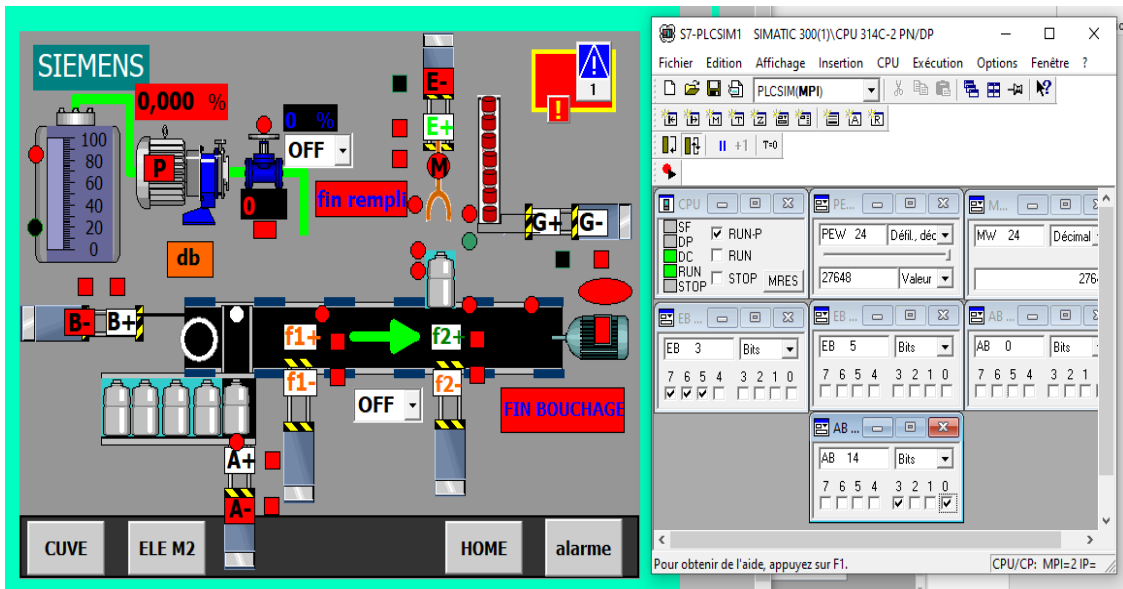 SIEMENS
0,000 %
100
80
60
40
20
0
P
0 %
OFF
0
fin rempli
db
E-
E+
M
1
!
G+ G-
B- B+
f1+
f2+
f1-
f2-
OFF
FIN BOUCHAGE
A+
A-
CUVE
ELE M2
HOME
alarme
S7-PLCSIM1 SIMATIC 300(1)\CPU 314C-2 PN/DP
Fichier Edition Affichage Insertion CPU Exécution Options Fenêtre ?
PLCSIM(MPI)
+1 T=0
CPU
SF
DP
DC
RUN
STOP
RUN-P
RUN
STOP MRES
PE...
PEW 24 Défil., déc
27648 Valeur
M...
MW 24 Décimal
276
EB ...
EB 3 Bits
7 6 5 4 3 2 1 0
EB ...
EB 5 Bits
7 6 5 4 3 2 1 0
AB ...
AB 0 Bits
7 6 5 4 3 2 1
AB ...
AB 14 Bits
7 6 5 4 3 2 1 0
Pour obtenir de l'aide, appuyez sur F1.
CPU/CP: MPI=2 IP=